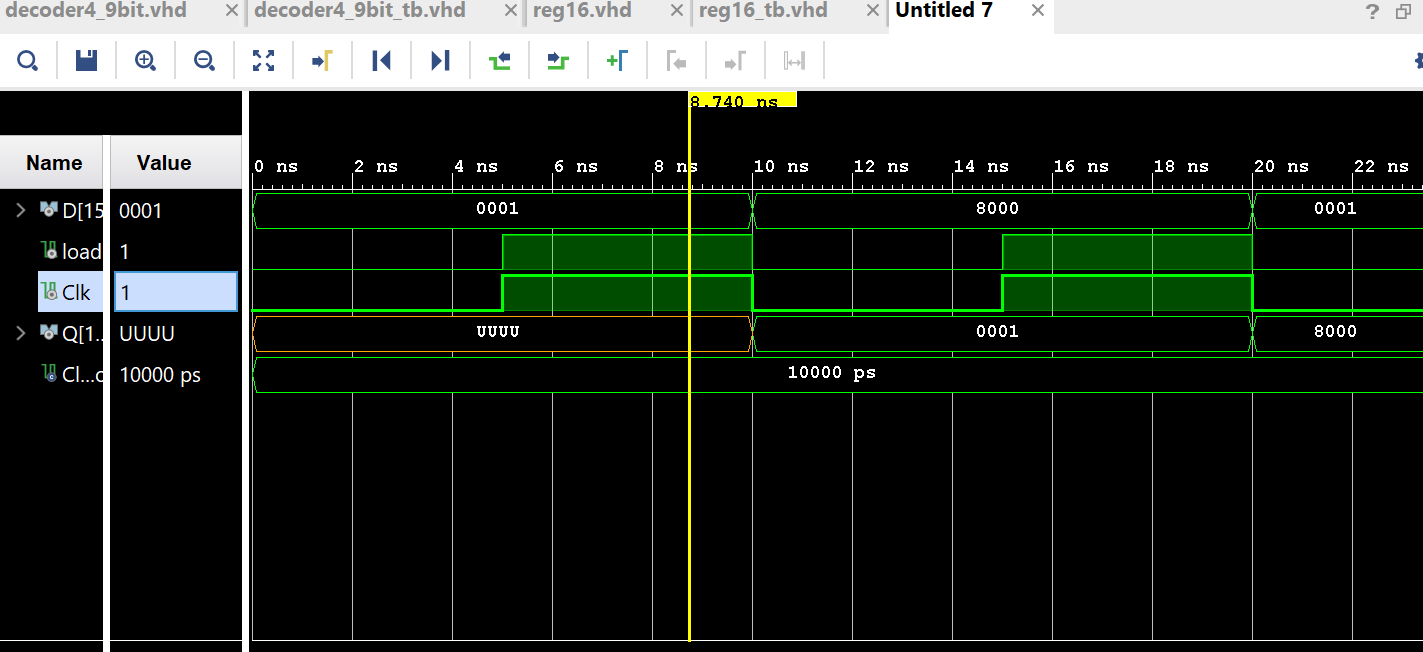 decoder4_9bit.vhd × decoder4_9bit_tb.vhd × reg16.vhd × reg16_tb.vhd × Untitled 7 × ?
8.740 ns
Name Value 0 ns 2 ns 4 ns 6 ns 8 ns 10 ns 12 ns 14 ns 16 ns 18 ns 20 ns 22 ns
D[15 0001 0001 8000 0001
load 1
Clk 1
Q[1... UUUU UUUU 0001 8000
Cl...c 10000 ps 10000 ps